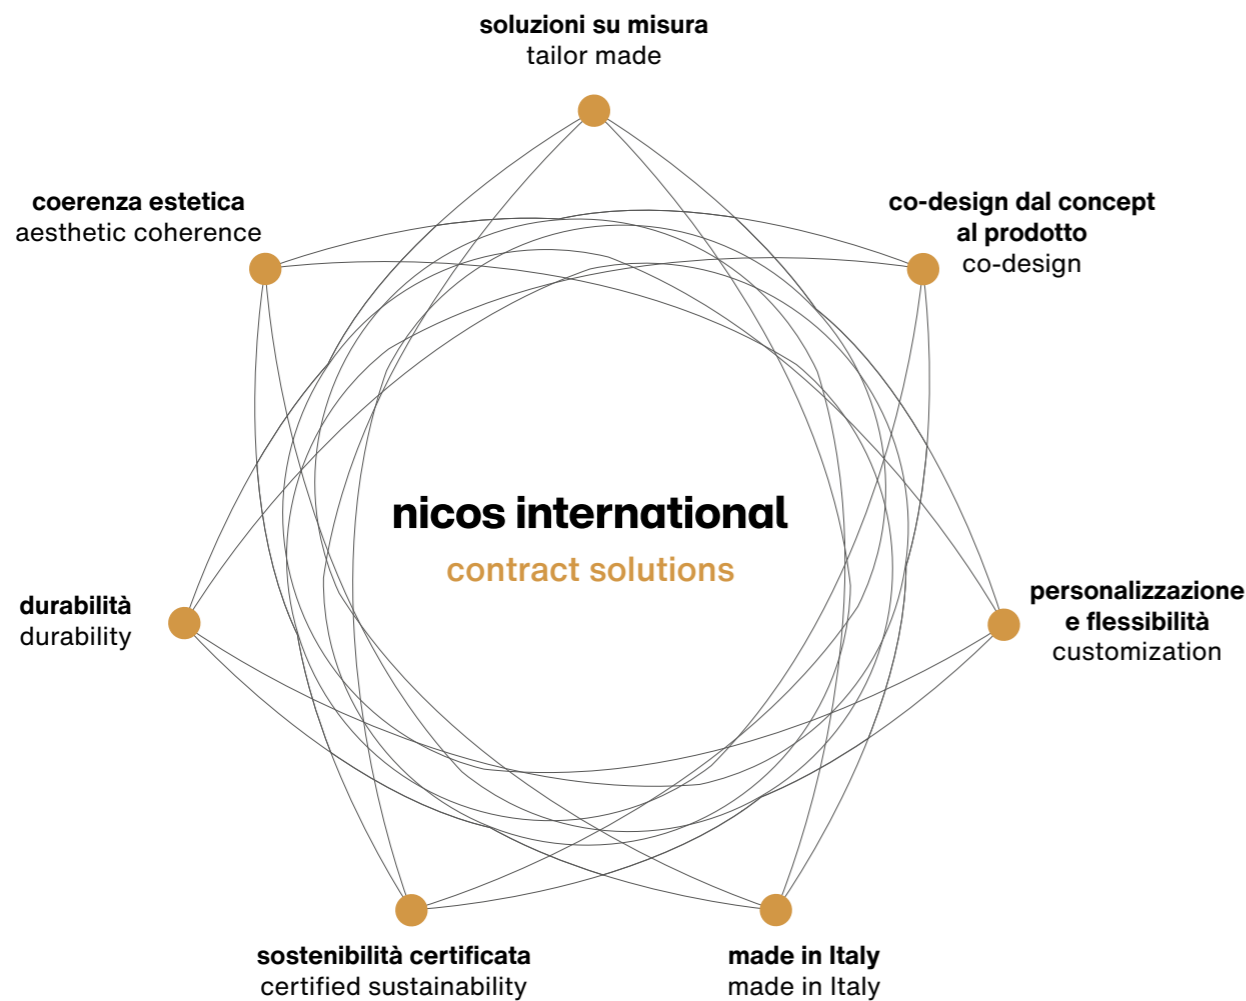 soluzioni su misura
tailor made
coerenza estetica
aesthetic coherence
co-design dal concept
al prodotto
co-design
nicos international
contract solutions
durabilità
durability
personalizzazione
e flessibilità
customization
sostenibilità certificata
certified sustainability
made in Italy
made in Italy